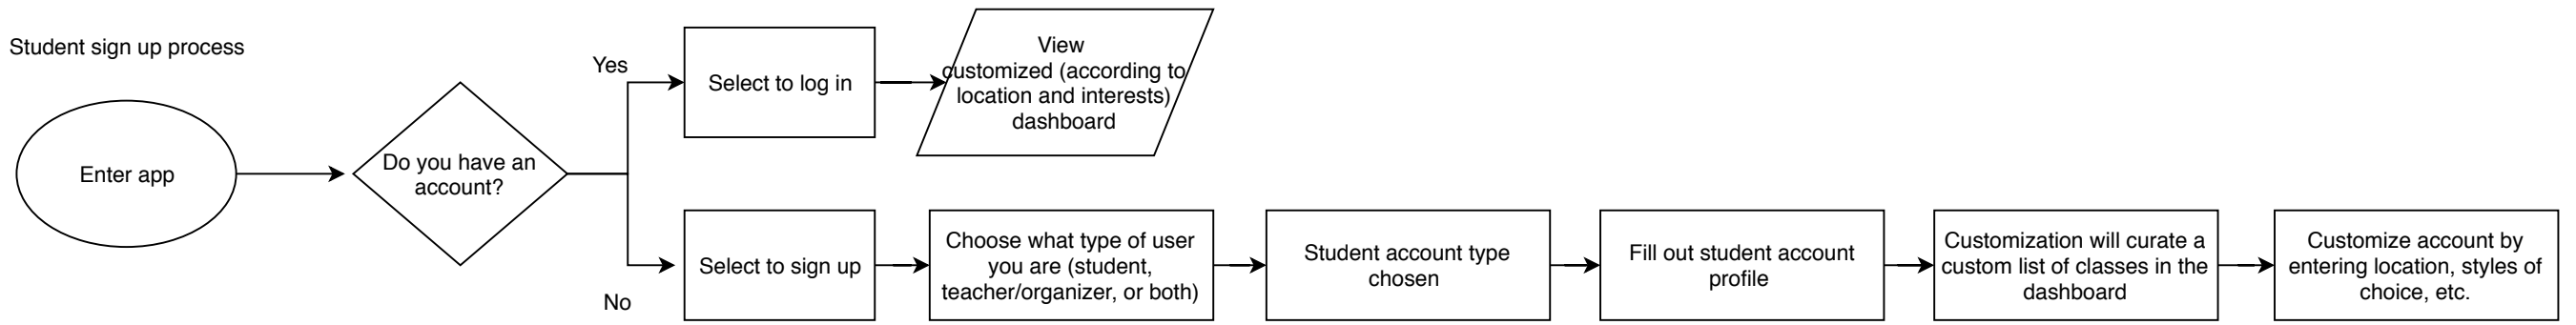 Student sign up process
Enter app
Do you have an
account?
Yes
Select to log in
View
customized (according to
location and interests)
dashboard
No
Select to sign up
Choose what type of user
you are (student,
teacher/organizer, or both)
Student account type
chosen
Fill out student account
profile
Customization will curate a
custom list of classes in the
dashboard
Customize account by
entering location, styles of
choice, etc.